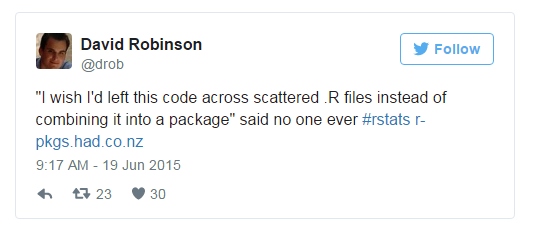 David Robinson
@drob
Follow
"I wish I'd left this code across scattered .R files instead of
combining it into a package" said no one ever #rstats r-
pkgs.had.co.nz
9:17 AM - 19 Jun 2015
23 30